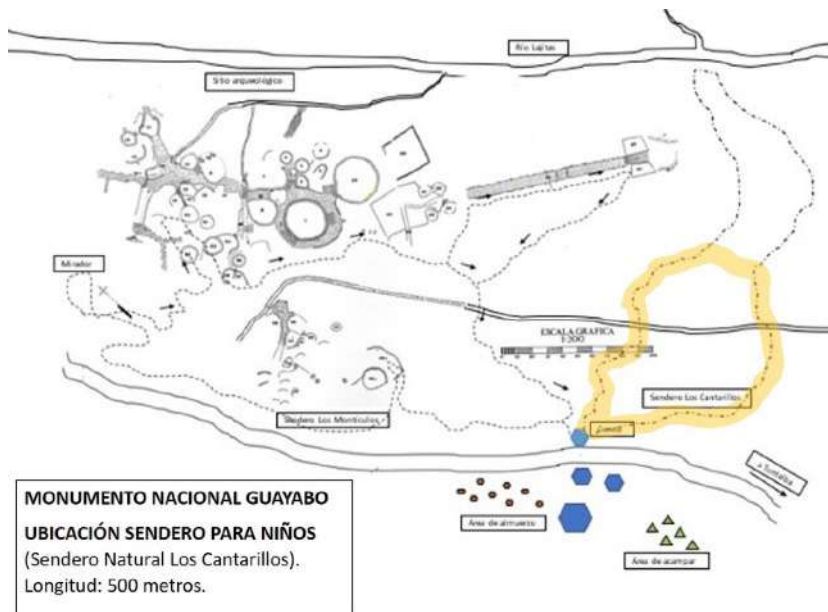 Río Lajitas
Sitio arqueológico
Mirador
ESCALA GRAFICA
1:200
Sendero Los Cantarillos
Sendero Los Montículos
a Turrialba
Área de almuerzo
Área de acampar
MONUMENTO NACIONAL GUAYABO
UBICACIÓN SENDERO PARA NIÑOS
(Sendero Natural Los Cantarillos).
Longitud: 500 metros.